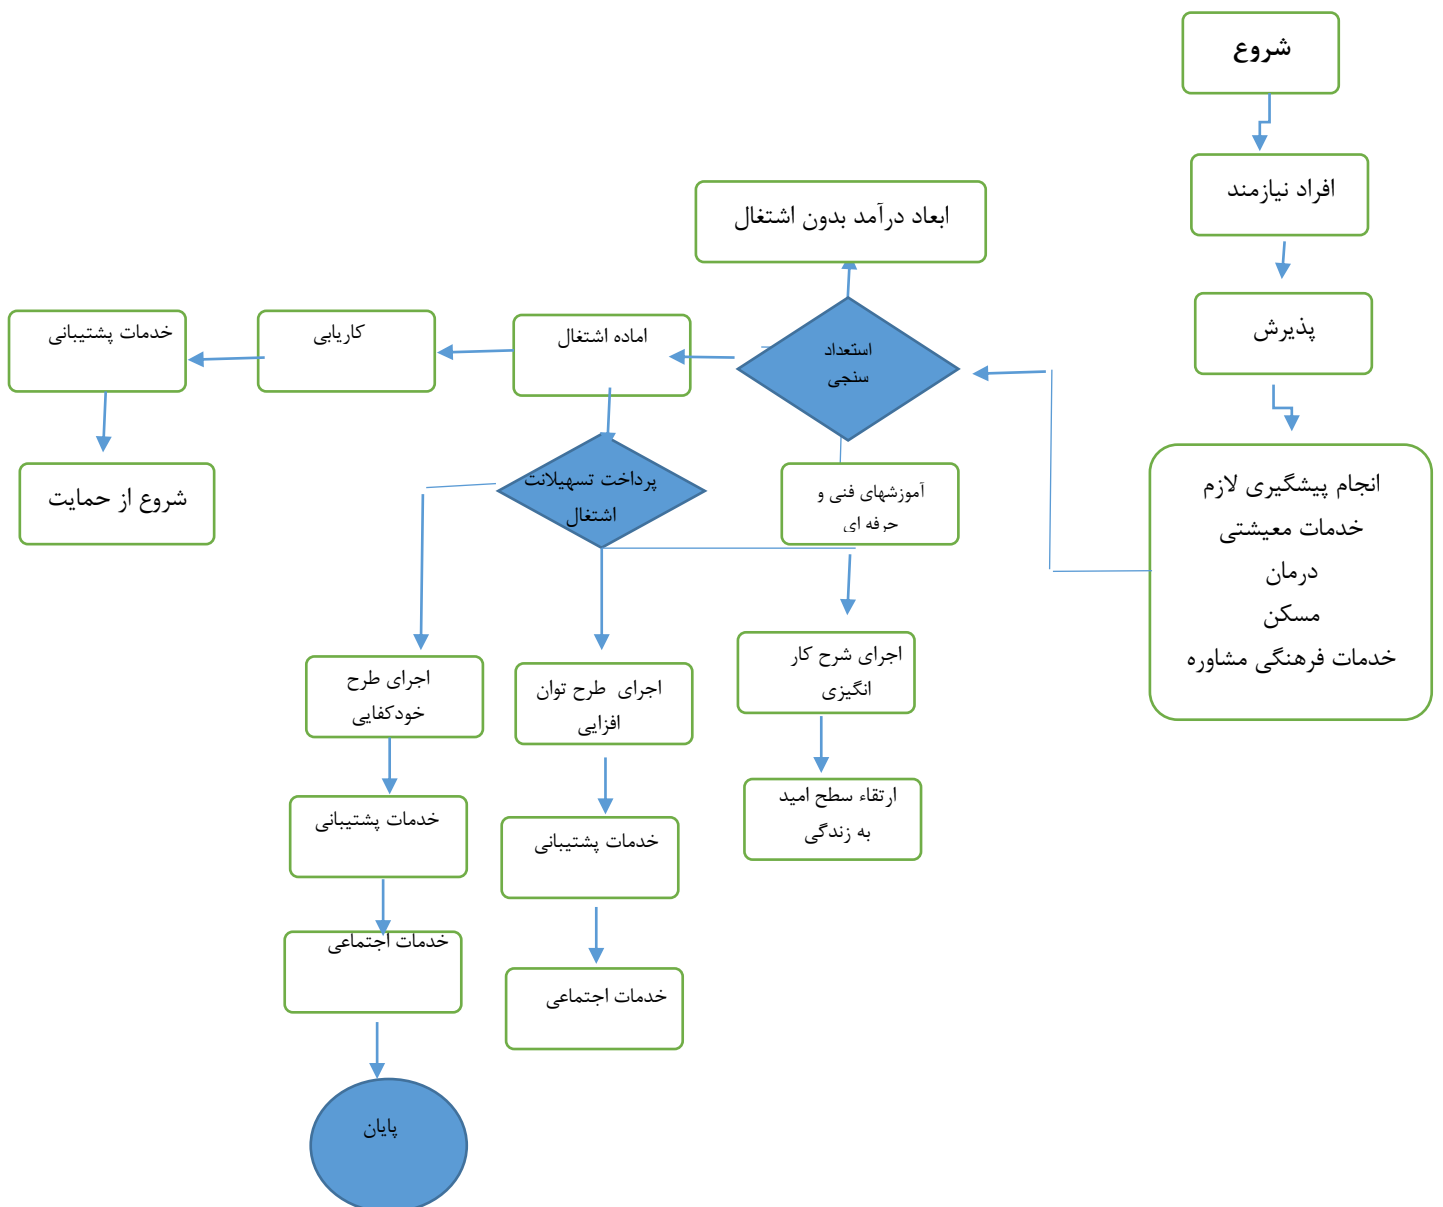 شروع
افراد نیازمند
پذیرش
انجام پیشگیری لازم
خدمات معیشتی
درمان
مسکن
خدمات فرهنگی مشاوره
ابعاد درآمد بدون اشتغال
استعداد
سنجی
اماده اشتغال
کاریابی
خدمات پشتیبانی
شروع از حمایت
آموزشهای فنی و
حرفه ای
پرداخت تسهیلانت
اشتغال
اجرای شرح کار
انگیزی
ارتقاء سطح امید
به زندگی
اجرای طرح توان
افزایی
خدمات پشتیبانی
خدمات اجتماعی
اجرای طرح
خودکفایی
خدمات پشتیبانی
خدمات اجتماعی
پایان